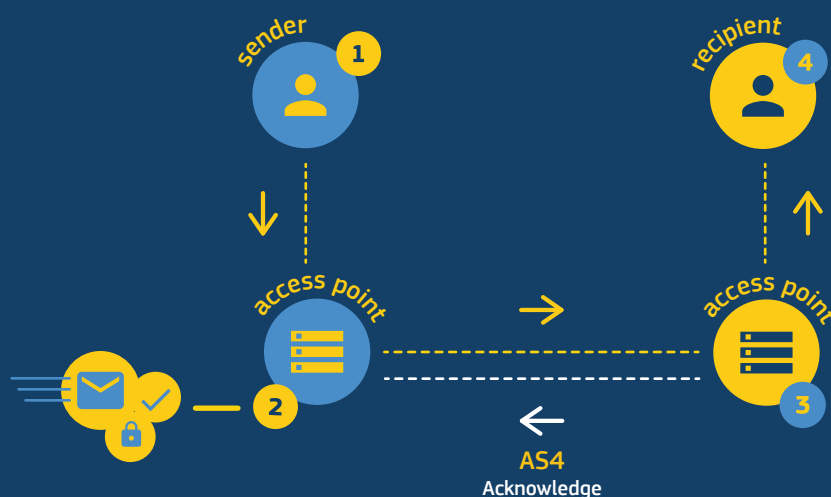 sender
1
recipient
4
access point
2
access point
3
AS4
Acknowledge